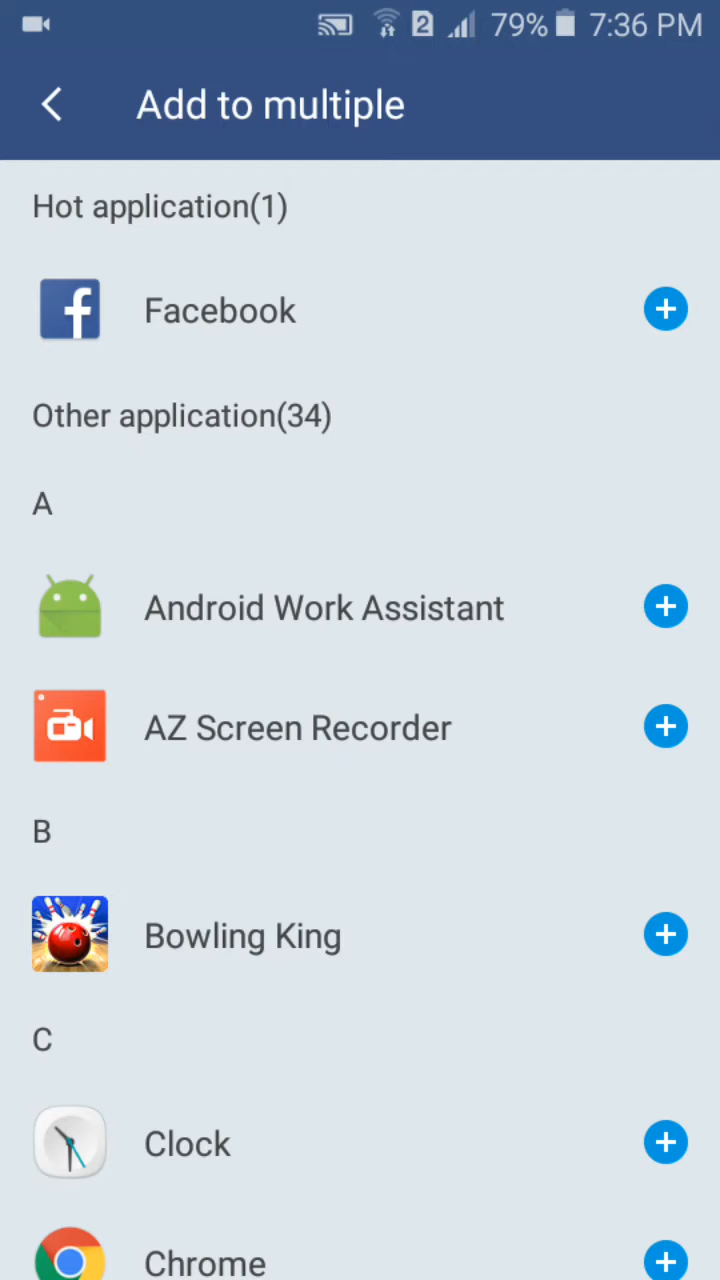 2 79% 7:36 PM
Add to multiple
Hot application(1)
Facebook
Other application(34)
A
Android Work Assistant
AZ Screen Recorder
B
Bowling King
C
Clock
Chrome